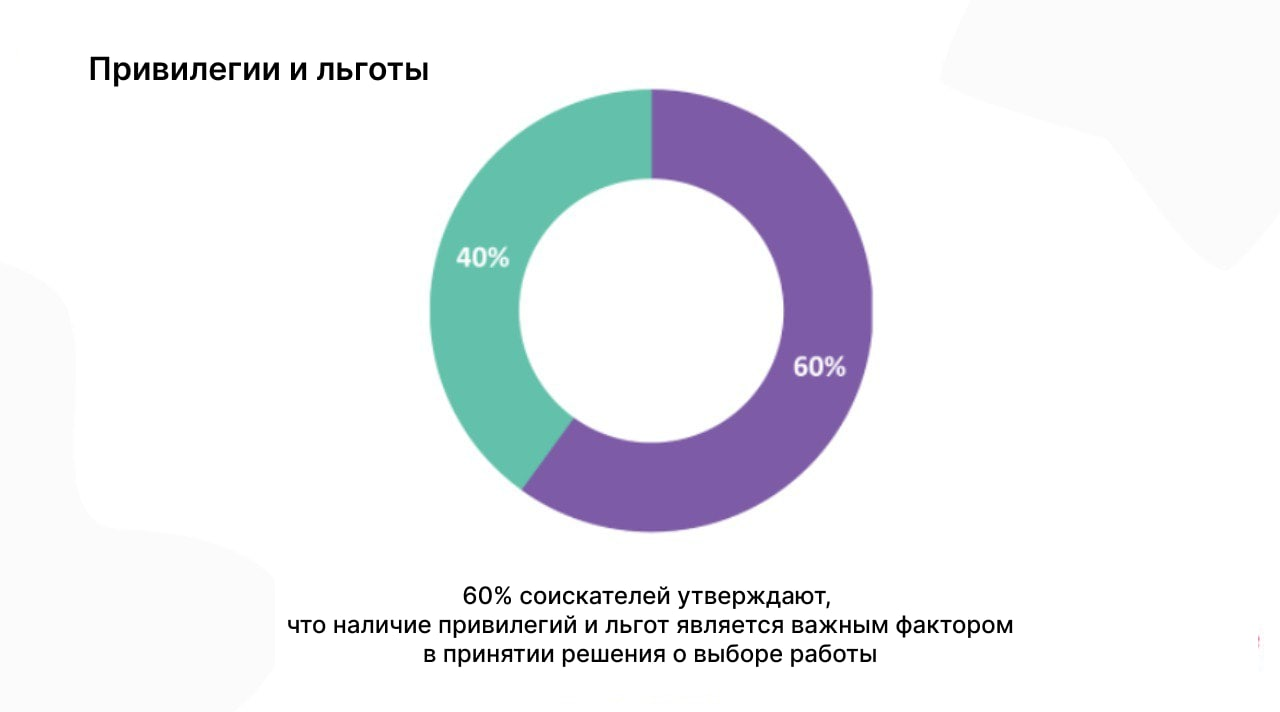 Привилегии и льготы
40%
60%
60% соискателей утверждают,
что наличие привилегий и льгот является важным фактором
в принятии решения о выборе работы